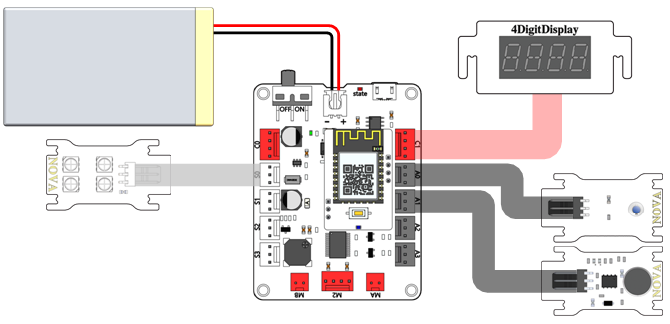 4DigitDisplay
8888
state
OFF ON
- +
C0
C1
S0
A0
S1
A1
S2
A2
S3
A3
MB
M2
MA
NOVA
NOVA
NOVA